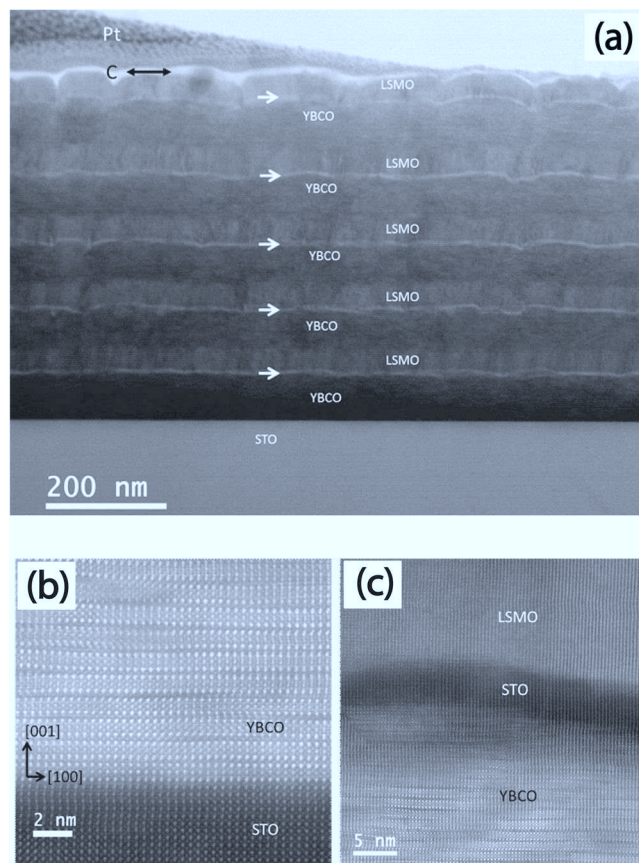 (a)
Pt
C
LSMO
YBCO
LSMO
YBCO
LSMO
YBCO
LSMO
YBCO
LSMO
YBCO
STO
200 nm
(b)
YBCO
[001]
[100]
2 nm
STO
(c)
LSMO
STO
YBCO
5 nm